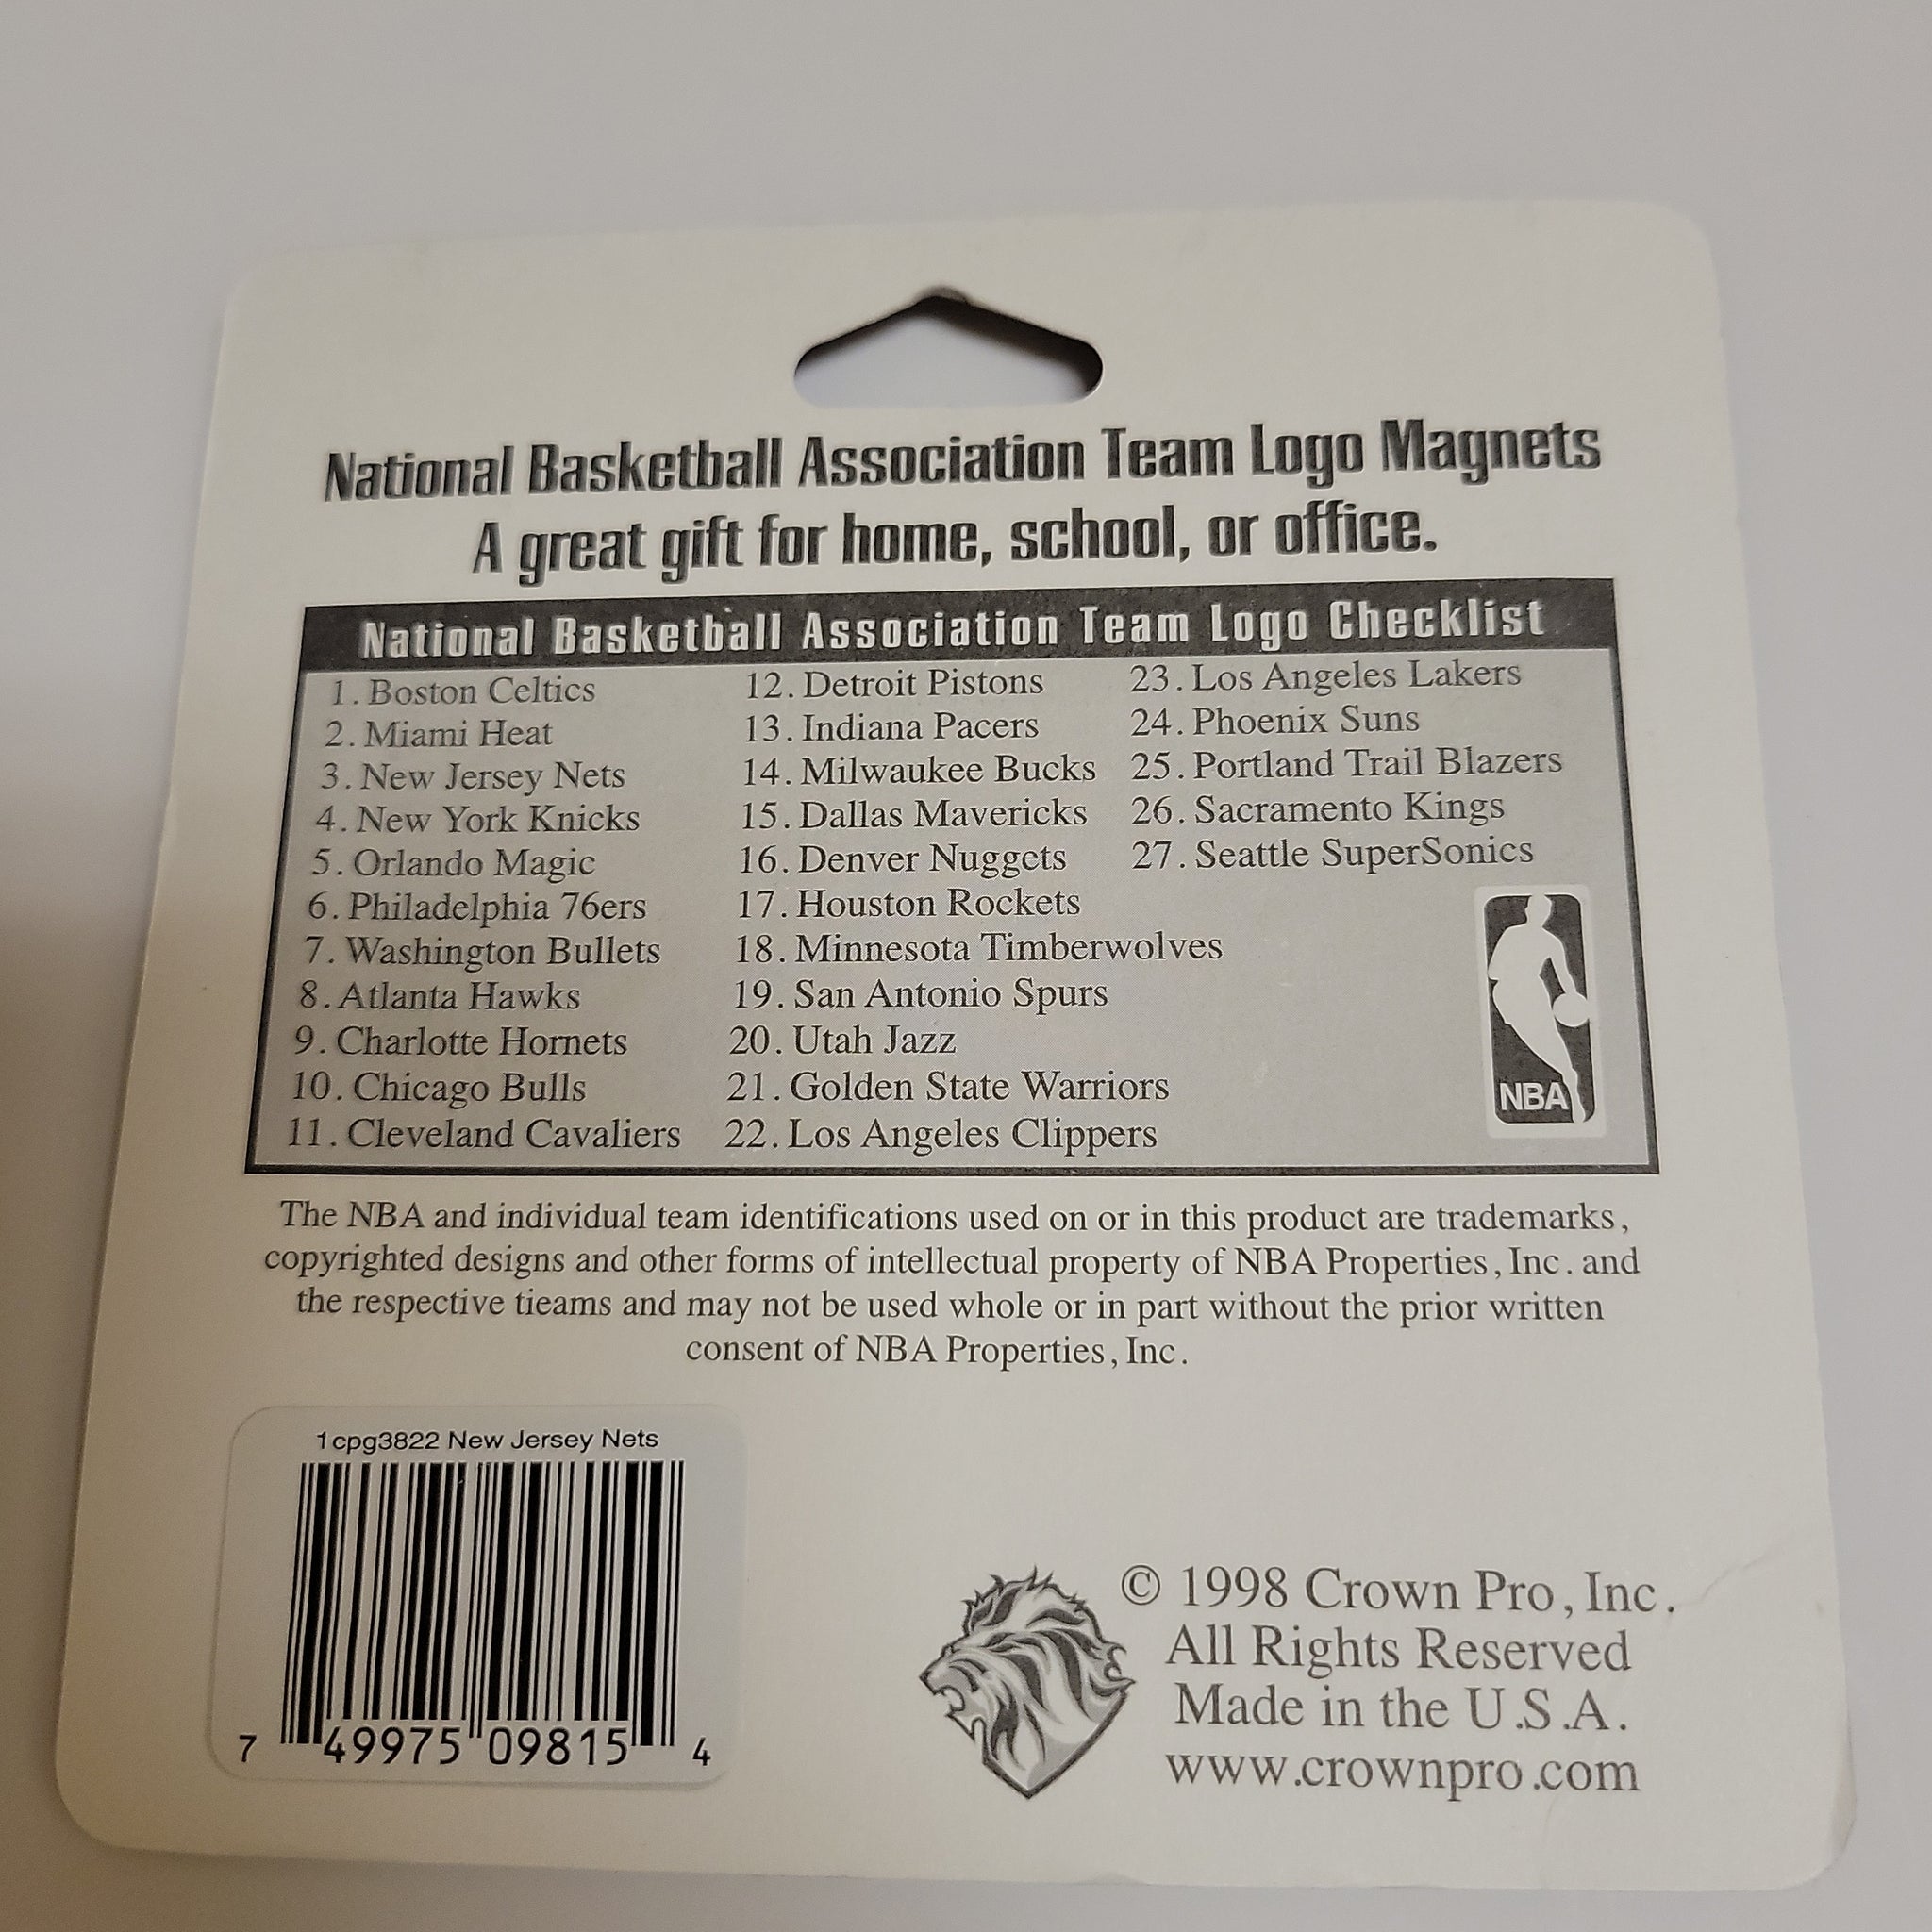 National Basketball Association Team Logo Magnets
A great gift for home, school, or office.
National Basketball Association Team Logo Checklist
1. Boston Celtics
2. Miami Heat
3. New Jersey Nets
4. New York Knicks
5. Orlando Magic
6. Philadelphia 76ers
7. Washington Bullets
8. Atlanta Hawks
9. Charlotte Hornets
10. Chicago Bulls
11. Cleveland Cavaliers
12. Detroit Pistons
13. Indiana Pacers
14. Milwaukee Bucks
15. Dallas Mavericks
16. Denver Nuggets
17. Houston Rockets
18. Minnesota Timberwolves
19. San Antonio Spurs
20. Utah Jazz
21. Golden State Warriors
22. Los Angeles Clippers
23. Los Angeles Lakers
24. Phoenix Suns
25. Portland Trail Blazers
26. Sacramento Kings
27. Seattle SuperSonics
NBA
The NBA and individual team identifications used on or in this product are trademarks,
copyrighted designs and other forms of intellectual property of NBA Properties, Inc. and
the respective tieams and may not be used whole or in part without the prior written
consent of NBA Properties, Inc.
1cpg3822 New Jersey Nets
7 49975 09815 4
© 1998 Crown Pro, Inc.
All Rights Reserved
Made in the U.S.A.
www.crownpro.com